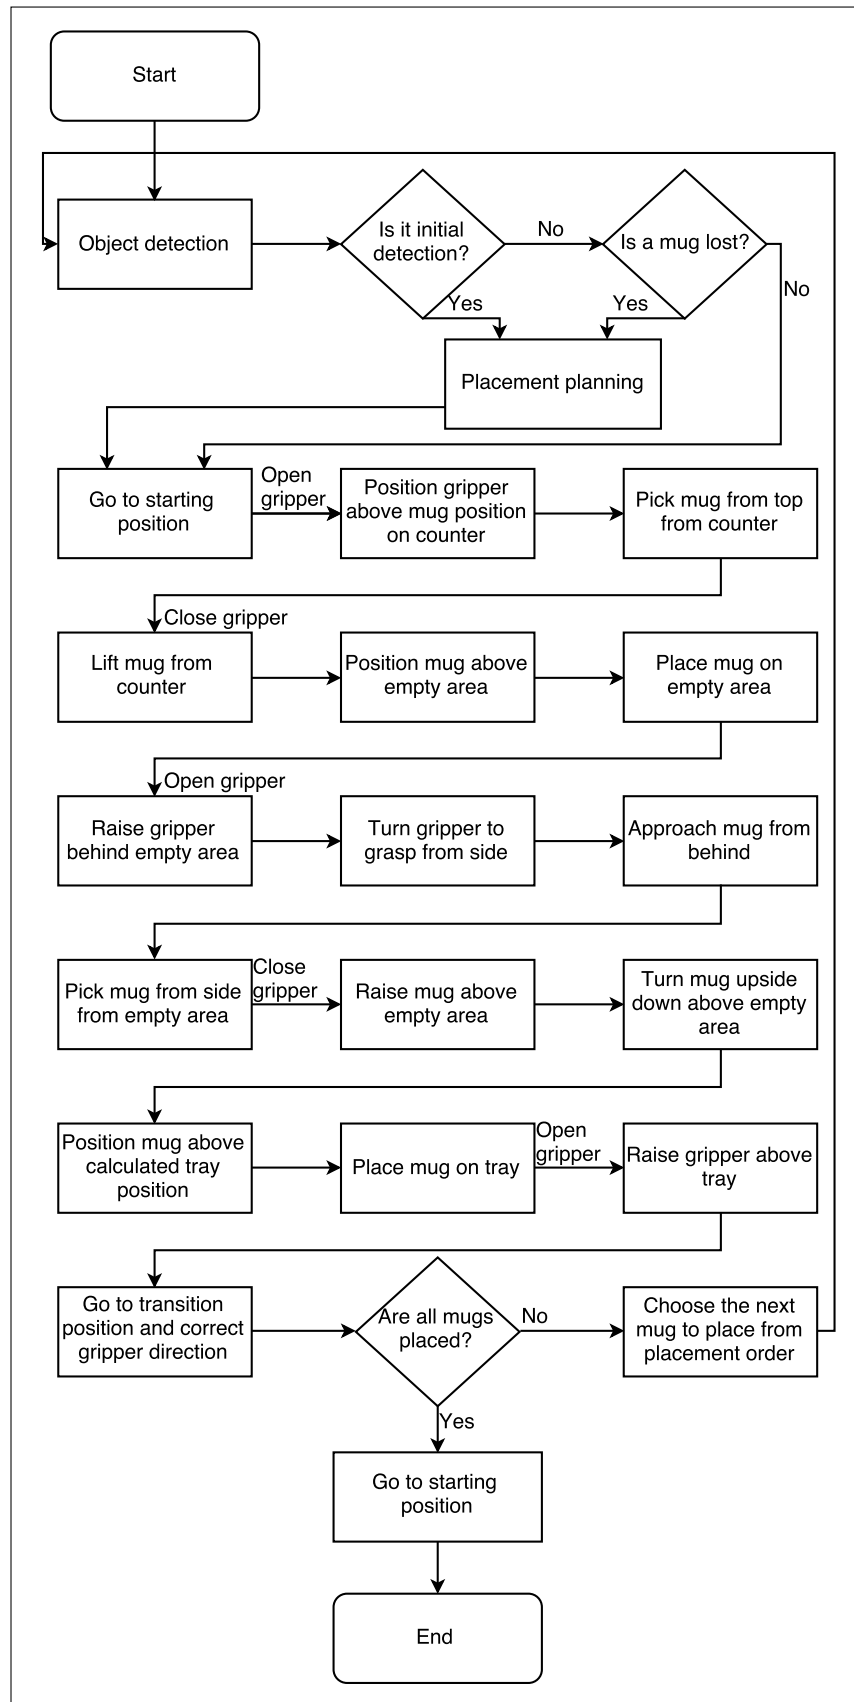 Start
Object detection
Is it initial
detection?
No
Is a mug lost?
No
Yes
Yes
Placement planning
Go to starting
position
Open
gripper
Position gripper
above mug position
on counter
Pick mug from top
from counter
Close gripper
Lift mug from
counter
Position mug above
empty area
Place mug on
empty area
Open gripper
Raise gripper
behind empty area
Turn gripper to
grasp from side
Approach mug from
behind
Pick mug from side
from empty area
Close
gripper
Raise mug above
empty area
Turn mug upside
down above empty
area
Position mug above
calculated tray
position
Place mug on tray
Open
gripper
Raise gripper above
tray
Go to transition
position and correct
gripper direction
Are all mugs
placed?
No
Choose the next
mug to place from
placement order
Yes
Go to starting
position
End